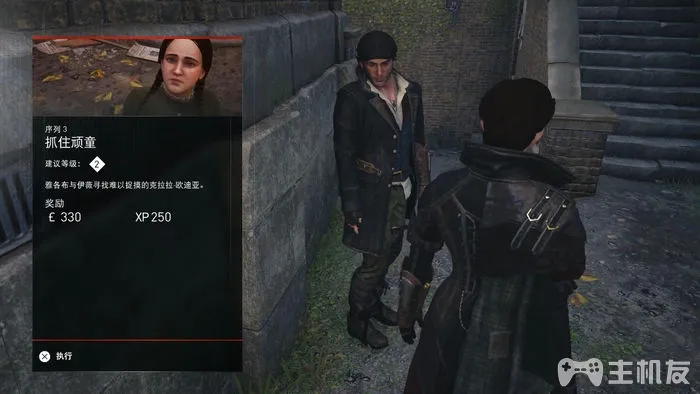 序列 3
抓住顽童
建议等级： 2
雅各布与伊薇寻找难以捉摸的克拉拉·欧迪亚。
奖励
£ 330 XP 250
执行
主机友